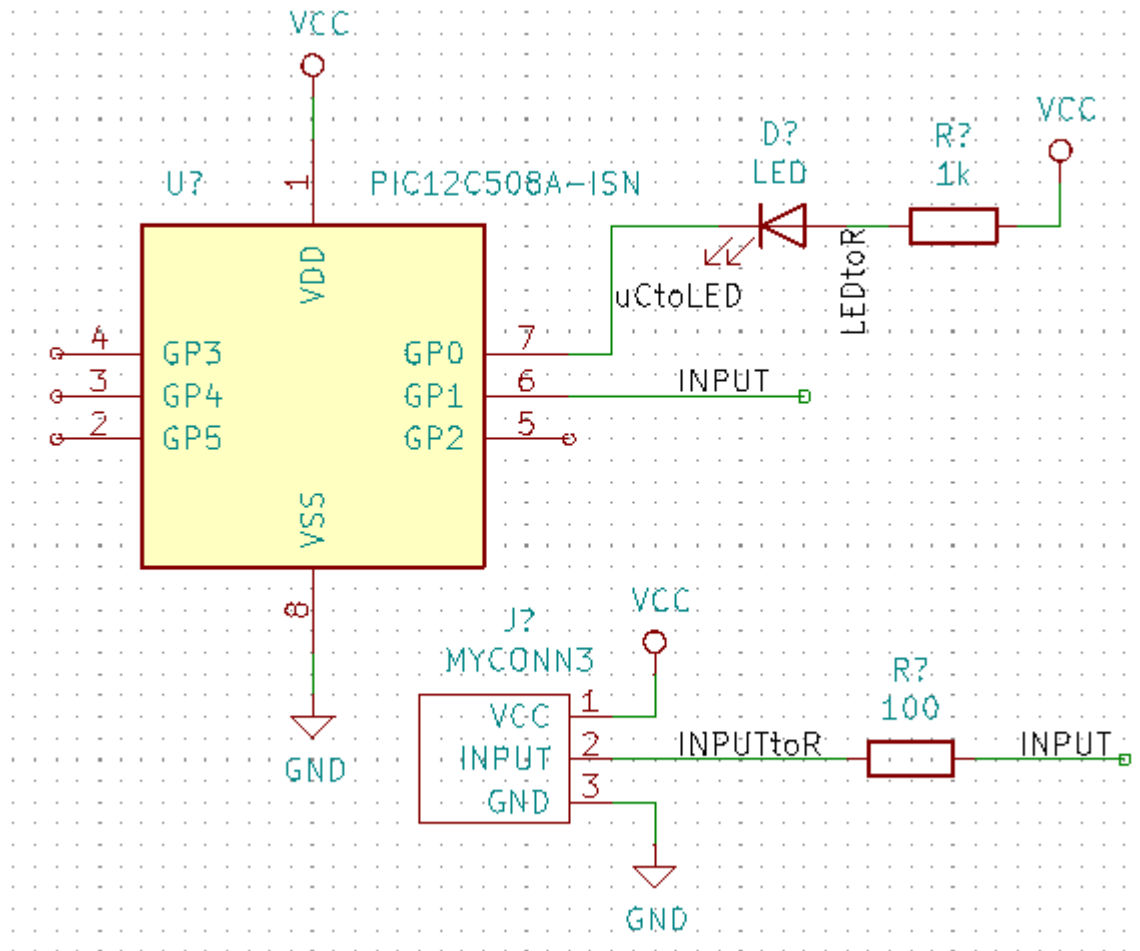 VCC
U?
1
PIC12C508A-ISN
D?
LED
R?
1k
VCC
VDD
uCtoLED
LEDtoR
4
GP3
GP0
7
3
GP4
GP1
6
INPUT
2
GP5
GP2
5
VSS
8
GND
J?
MYCONN3
VCC
VCC
1
INPUT
2
GND
3
INPUTtoR
R?
100
INPUT
GND